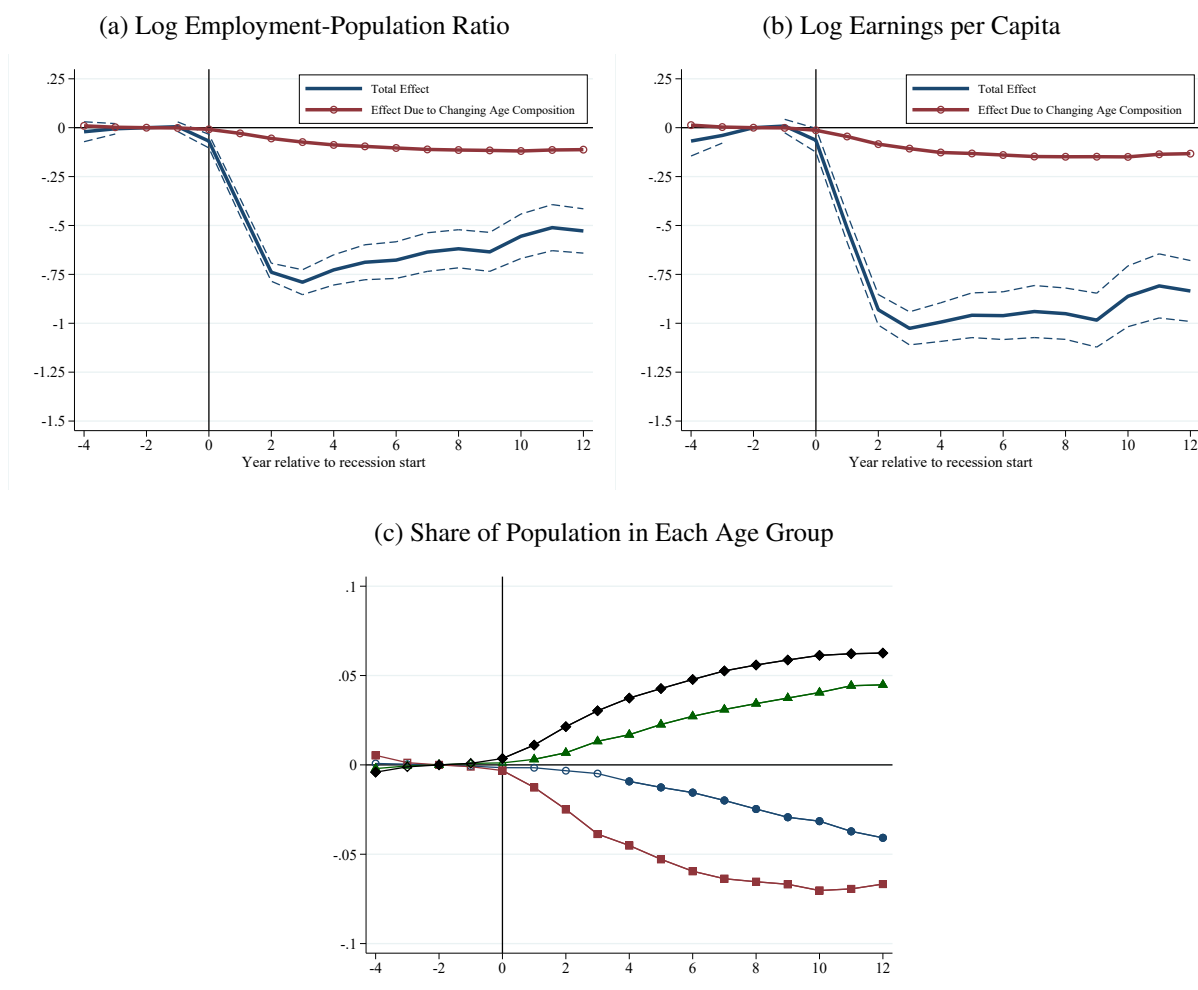 (a) Log Employment-Population Ratio
.25
0
-.25
-.5
-.75
-1
-1.25
-1.5
Total Effect
Effect Due to Changing Age Composition
-4 -2 0 2 4 6 8 10 12
Year relative to recession start
(b) Log Earnings per Capita
.25
0
-.25
-.5
-.75
-1
-1.25
-1.5
Total Effect
Effect Due to Changing Age Composition
-4 -2 0 2 4 6 8 10 12
Year relative to recession start
(c) Share of Population in Each Age Group
.1
.05
0
-.05
-.1
-4 -2 0 2 4 6 8 10 12